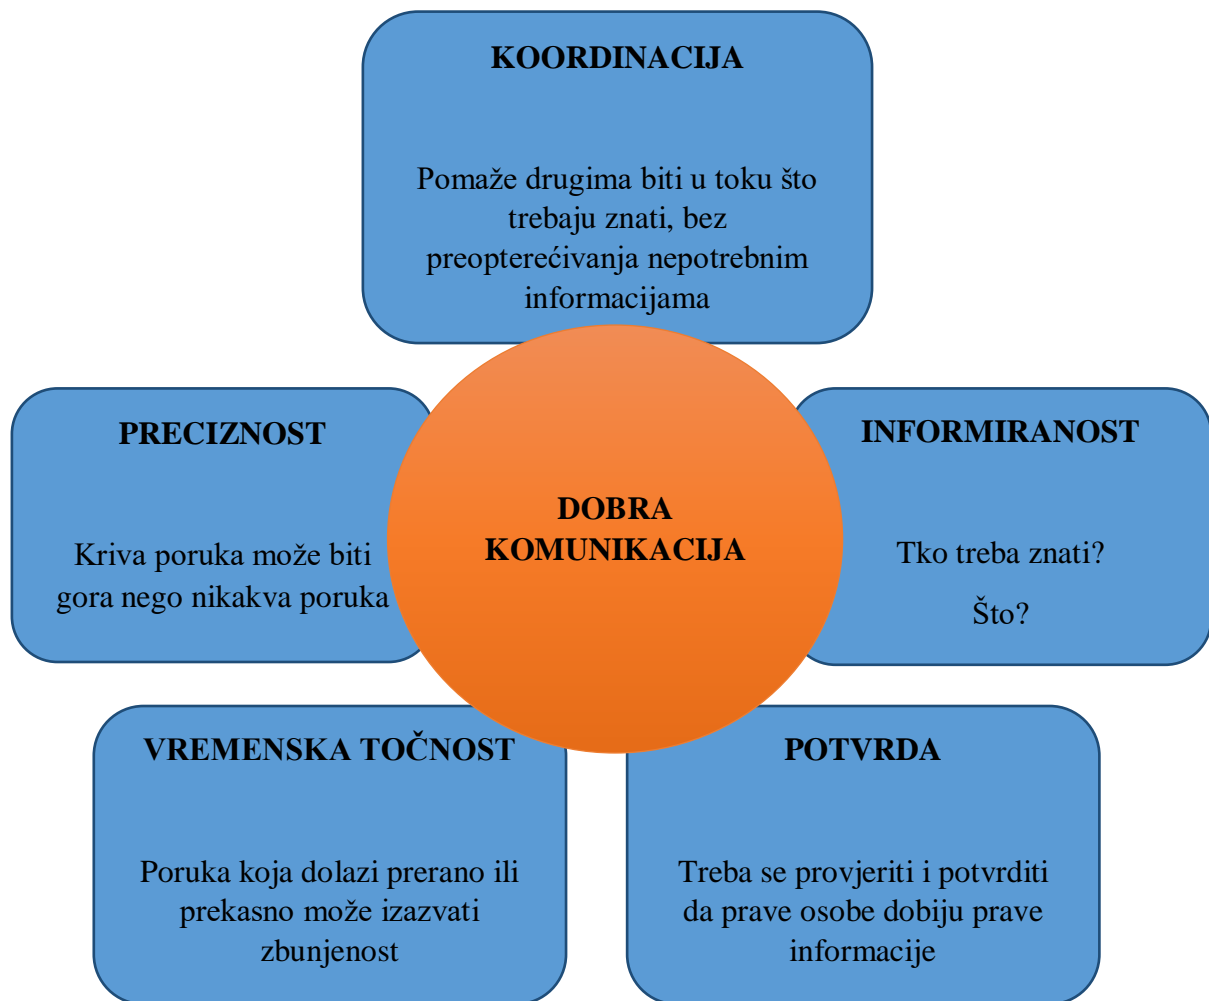 KOORDINACIJA
Pomaže drugima biti u toku što
trebaju znati, bez
preopterećivanja nepotrebnim
informacijama
PRECIZNOST
Kriva poruka može biti
gora nego nikakva poruka
DOBRA
KOMUNIKACIJA
INFORMIRANOST
Tko treba znati?
Što?
VREMENSKA TOČNOST
Poruka koja dolazi prerano ili
prekasno može izazvati
zbunjenost
POTVRDA
Treba se provjeriti i potvrditi
da prave osobe dobiju prave
informacije